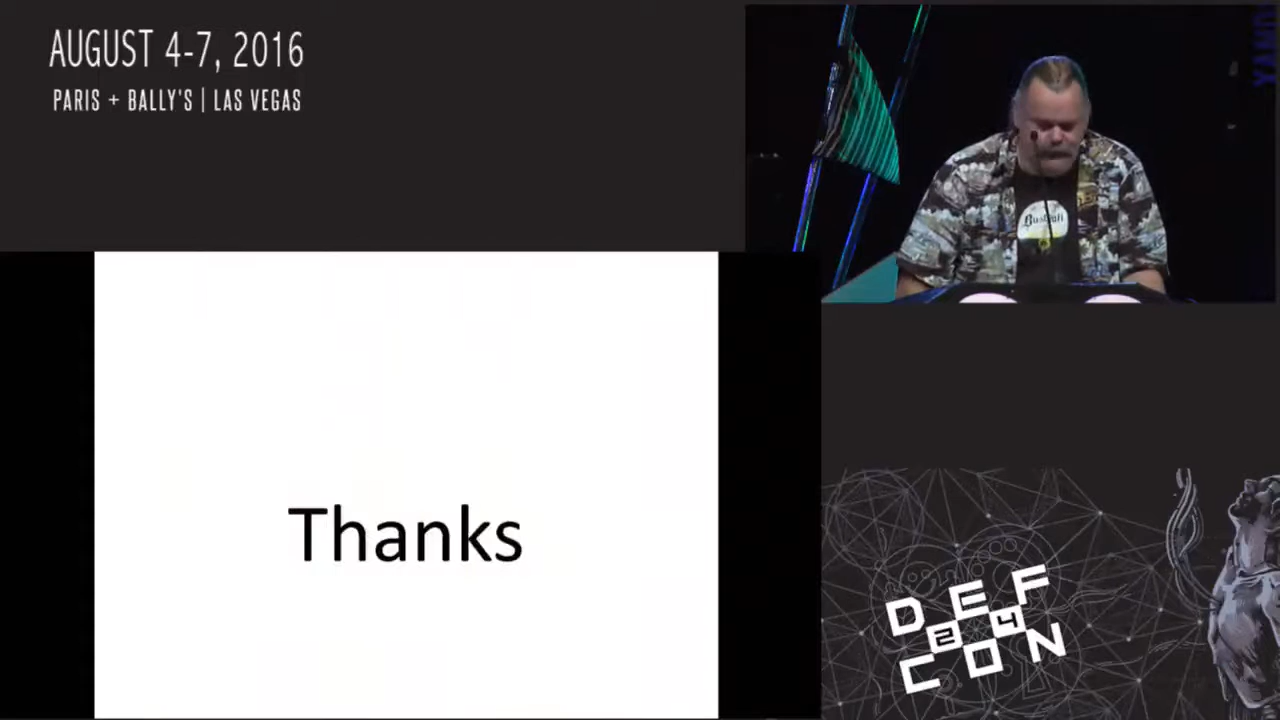 AUGUST 4-7, 2016
PARIS + BALLY'S | LAS VEGAS
Thanks
DEF
24
CON